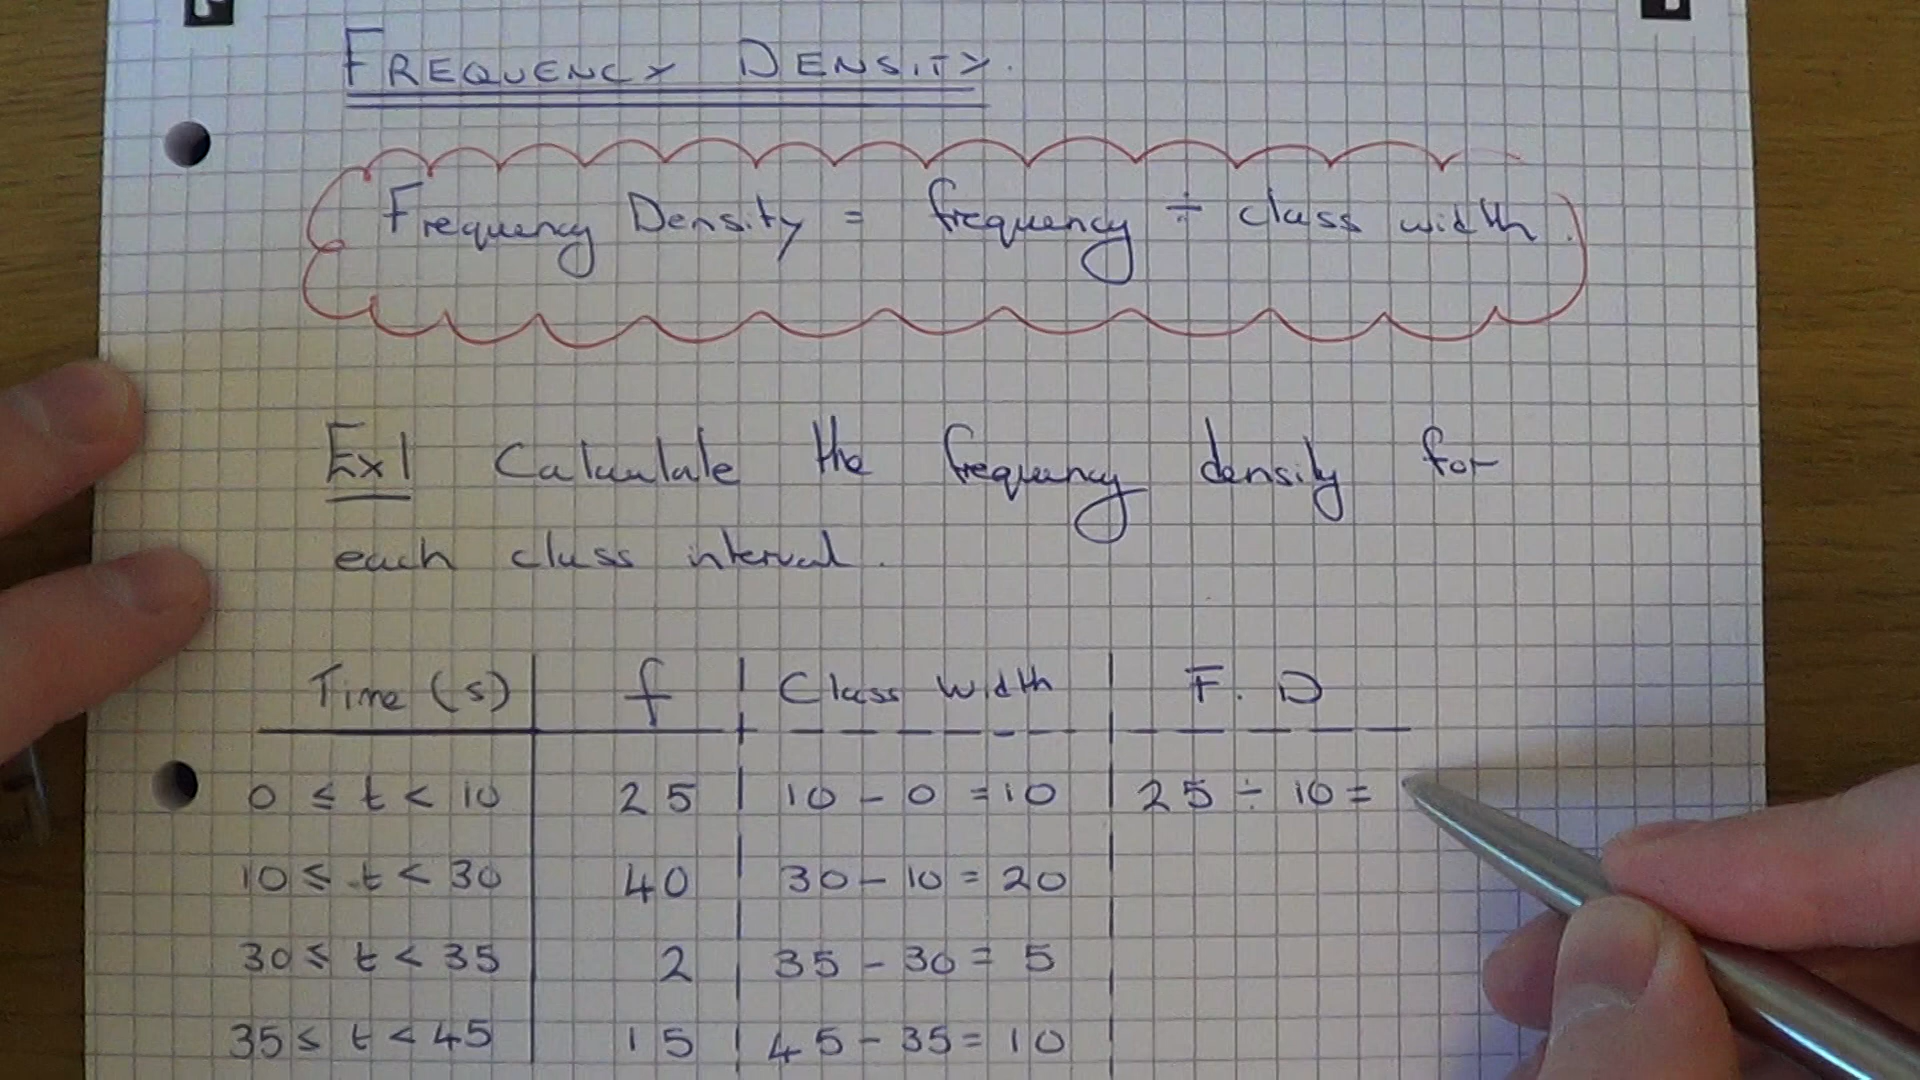 FREQUENCY DENSITY.
Frequency Density = frequency ÷ class width.
Ex1 Calculate the frequency density for
each class interval.
Time (s) f Class Width F. D
0 ≤ t < 10 25 10 - 0 = 10 25 ÷ 10 =
10 ≤ t < 30 40 30 - 10 = 20
30 ≤ t < 35 2 35 - 30 = 5
35 ≤ t < 45 15 45 - 35 = 10